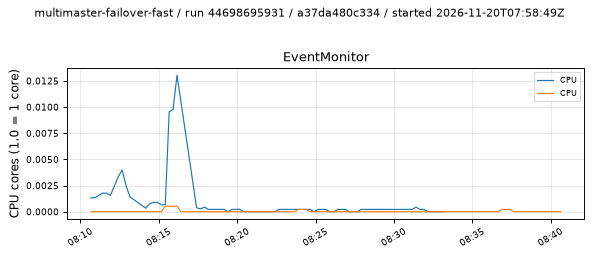 multimaster-failover-fast / run 44698695931 / a37da480c334 / started 2026-11-20T07:58:49Z
EventMonitor
CPU cores (1.0 = 1 core)
0.0125
0.0100
0.0075
0.0050
0.0025
0.0000
CPU
CPU
08:10
08:15
08:20
08:25
08:30
08:35
08:40